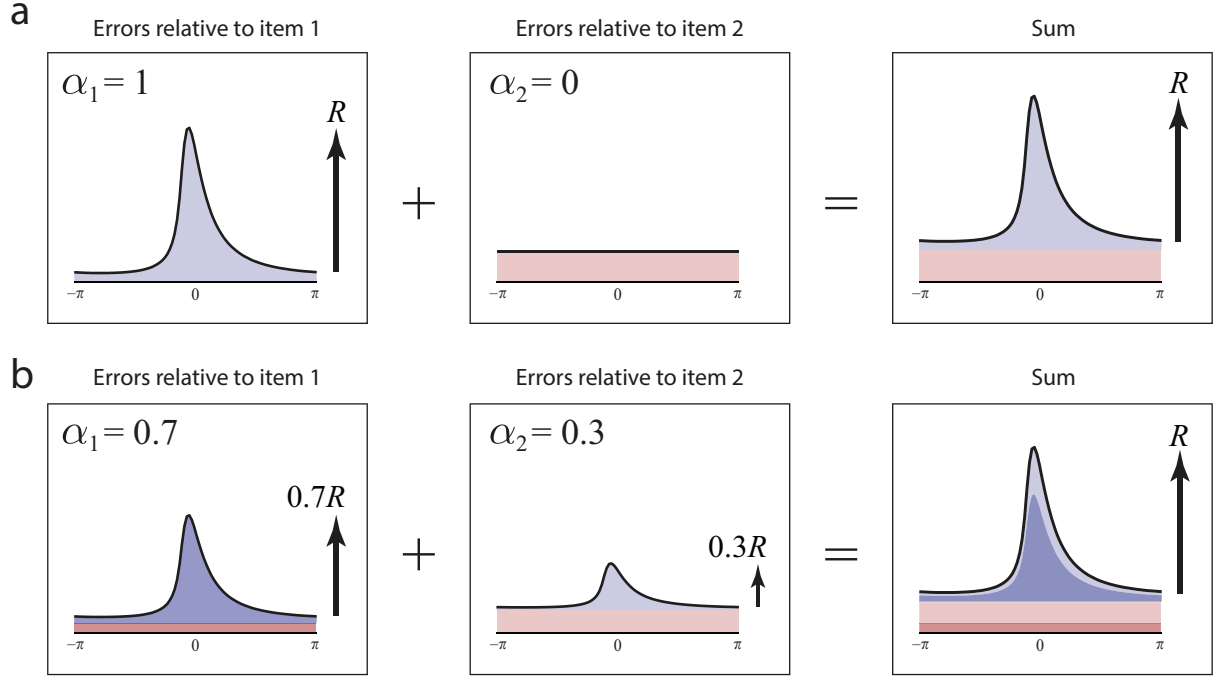 a
Errors relative to item 1
Errors relative to item 2
Sum
α₁ = 1
R
α₂ = 0
R
+
=
−π 0 π
−π 0 π
−π 0 π
b
Errors relative to item 1
Errors relative to item 2
Sum
α₁ = 0.7
0.7R
α₂ = 0.3
0.3R
R
+
=
−π 0 π
−π 0 π
−π 0 π